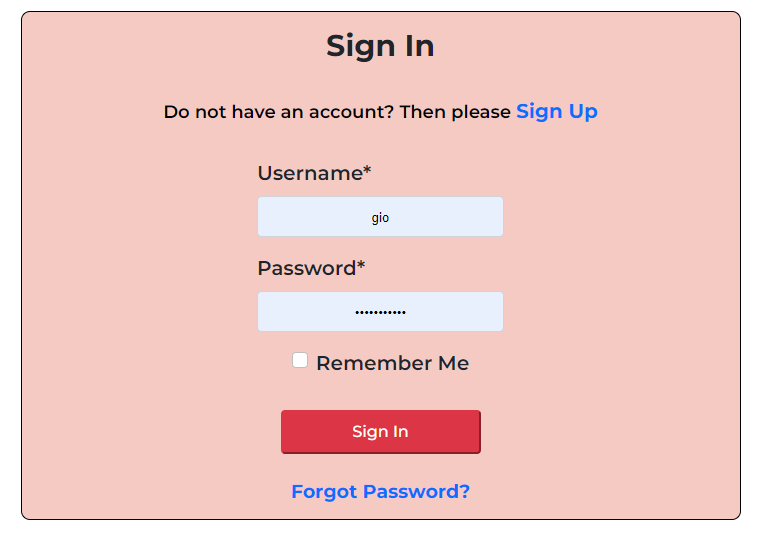 Sign In
Do not have an account? Then please Sign Up
Username*
gio
Password*
•••••••••••
Remember Me
Sign In
Forgot Password?